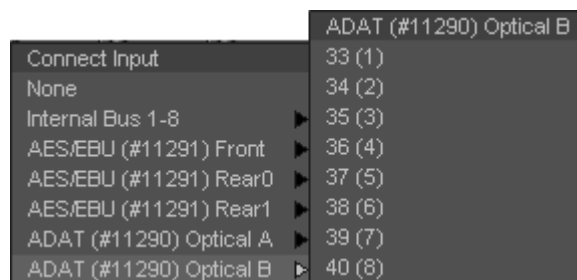 Connect Input
None
Internal Bus 1-8
AES/EBU (#11291) Front
AES/EBU (#11291) Rear0
AES/EBU (#11291) Rear1
ADAT (#11290) Optical A
ADAT (#11290) Optical B
ADAT (#11290) Optical B
33 (1)
34 (2)
35 (3)
36 (4)
37 (5)
38 (6)
39 (7)
40 (8)